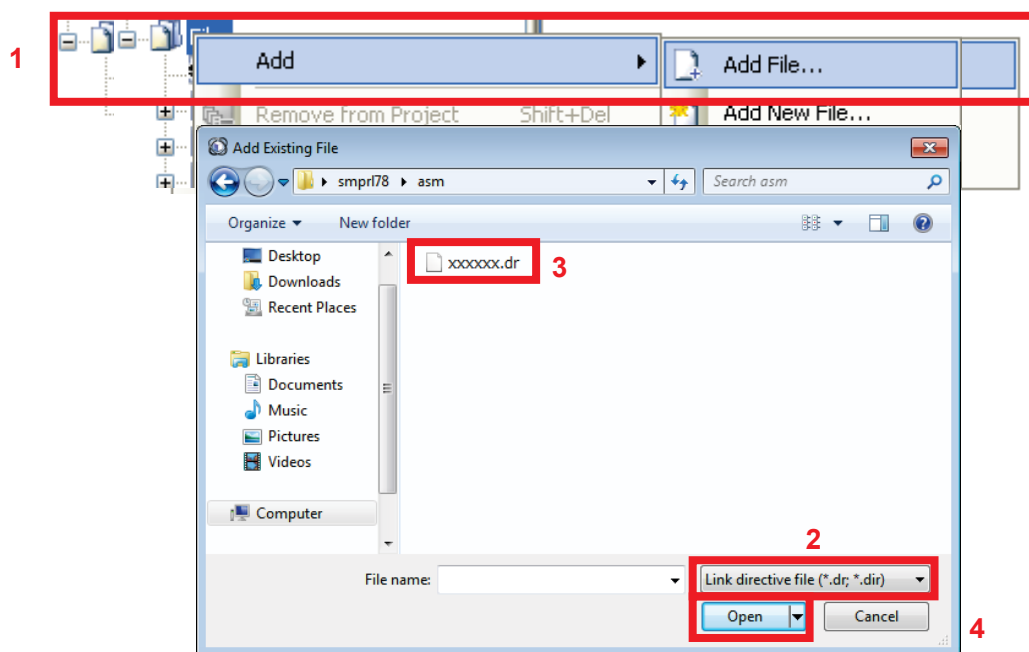 1
Add
Add File...
Remove from Project Shift+Del
Add New File...
Add Existing File
smprl78 asm
Search asm
Organize New folder
Desktop
Downloads
Recent Places
Libraries
Documents
Music
Pictures
Videos
Computer
xxxxxx.dr
3
2
File name:
Link directive file (*.dr; *.dir)
Open
Cancel
4